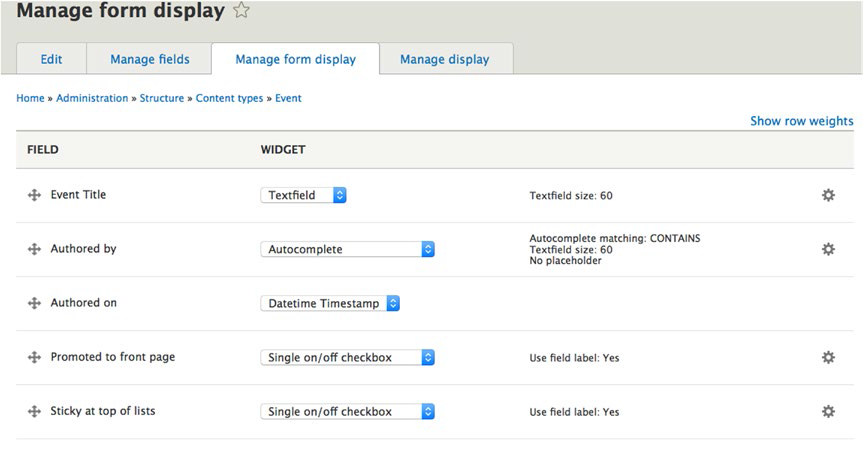 Manage form display
Edit Manage fields Manage form display Manage display
Home » Administration » Structure » Content types » Event
Show row weights
FIELD WIDGET
Event Title Textfield Textfield size: 60
Authored by Autocomplete Autocomplete matching: CONTAINS
Textfield size: 60
No placeholder
Authored on Datetime Timestamp
Promoted to front page Single on/off checkbox Use field label: Yes
Sticky at top of lists Single on/off checkbox Use field label: Yes